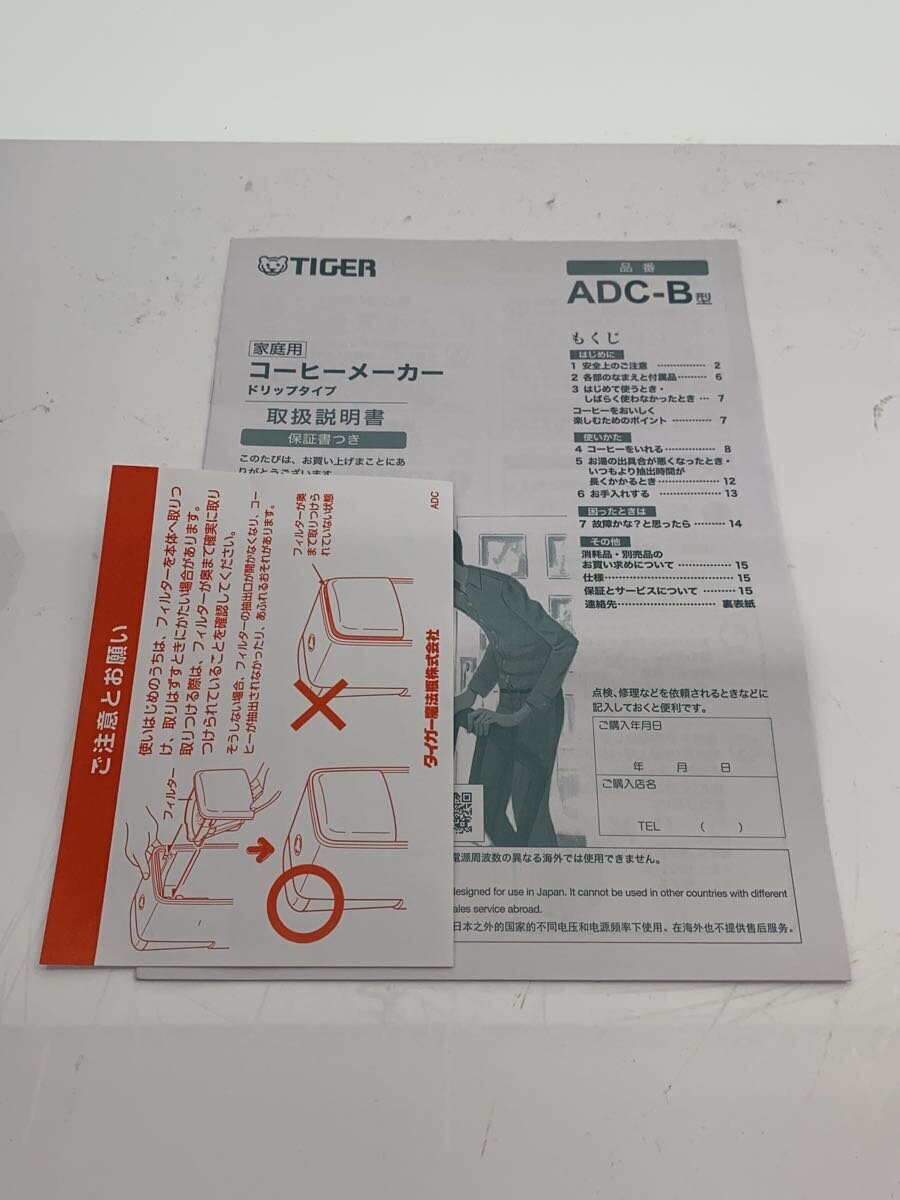 TIGER
品番
ADC-B型
家庭用
コーヒーメーカー
ドリップタイプ
取扱説明書
保証書つき
このたびは、お買い上げまことにあ
りがとうございます
もくじ
はじめに
1 安全上のご注意 ………… 2
2 各部のなまえと付属品……… 6
3 はじめて使うとき・
しばらく使わなかったとき … 7
コーヒーをおいしく
楽しむためのポイント ………… 7
使いかた
4 コーヒーをいれる………… 8
5 お湯の出具合が悪くなったとき・
いつもより抽出時間が
長くかかるとき………… 12
6 お手入れする ………… 13
困ったときは
7 故障かな?と思ったら ……… 14
その他
消耗品・別売品の
お買い求めについて ………… 15
仕様………………… 15
保証とサービスについて ……… 15
連絡先………………… 裏表紙
点検、修理などを依頼されるときなどに
記入しておくと便利です。
ご購入年月日
年 月 日
ご購入店名
TEL ( )
電源周波数の異なる海外では使用できません。
designed for use in Japan. It cannot be used in other countries with different
ales service abroad.
日本之外的国家的不同电压和电源频率下使用。在海外也不提供售后服务。
ご注意とお願い
使いはじめのうちは、フィルターを本体へ取りつ
け、取りはずすときにかたい場合があります。
取りつける際は、フィルターが奥まで確実に取り
つけられていることを確認してください。
そうしない場合、フィルターの抽出口が開かなくなり、コー
ヒーが抽出されなかったり、あふれるおそれがあります。
フィルター
フィルターが奥
まで取りつけら
れていない状態
タイガー魔法瓶株式会社
ADC